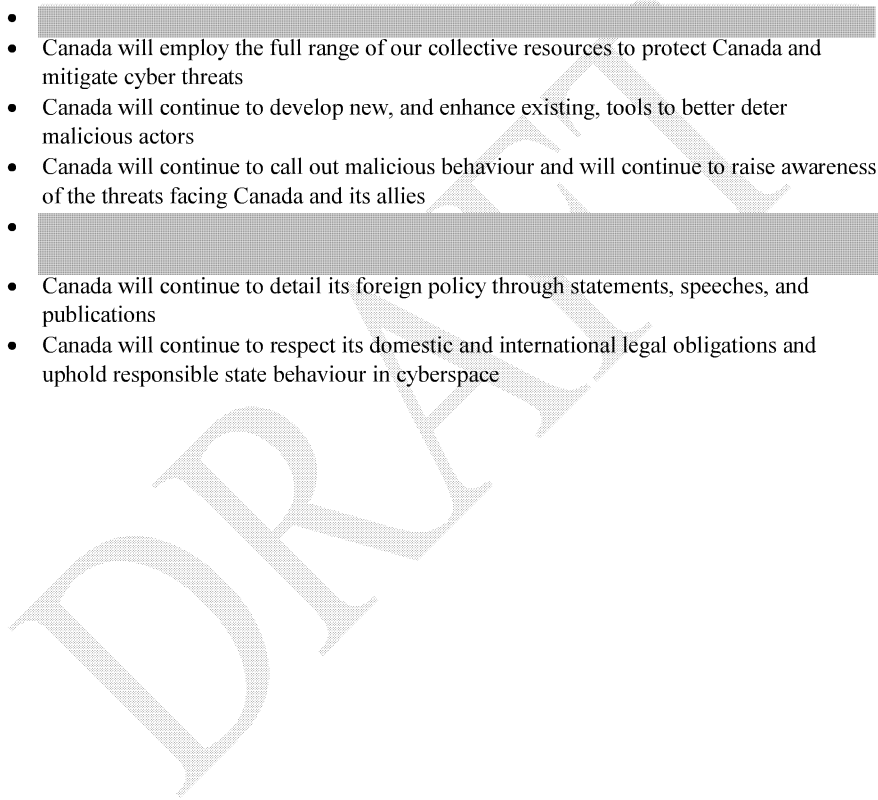 •
• Canada will employ the full range of our collective resources to protect Canada and
mitigate cyber threats
• Canada will continue to develop new, and enhance existing, tools to better deter
malicious actors
• Canada will continue to call out malicious behaviour and will continue to raise awareness
of the threats facing Canada and its allies
•
• Canada will continue to detail its foreign policy through statements, speeches, and
publications
• Canada will continue to respect its domestic and international legal obligations and
uphold responsible state behaviour in cyberspace
DRAFT